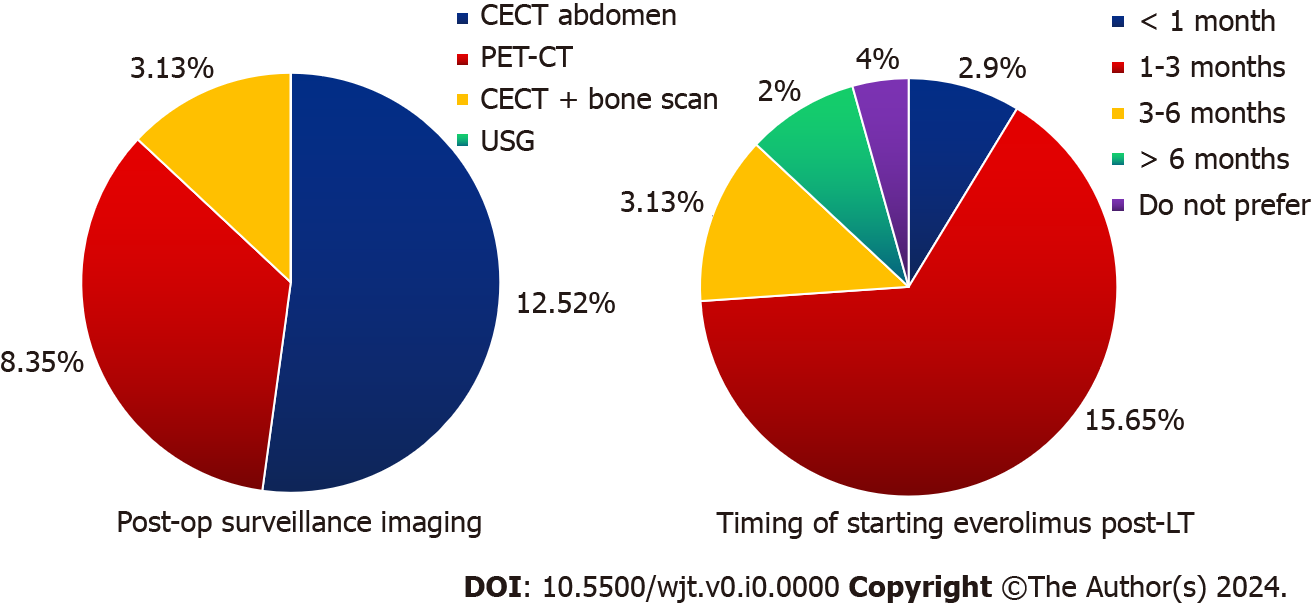 CECT abdomen
PET-CT
CECT + bone scan
USG
3.13%
12.52%
8.35%
Post-op surveillance imaging
< 1 month
1-3 months
3-6 months
> 6 months
Do not prefer
4%
2.9%
2%
3.13%
15.65%
Timing of starting everolimus post-LT
DOI: 10.5500/wjt.v0.i0.0000 Copyright ©The Author(s) 2024.